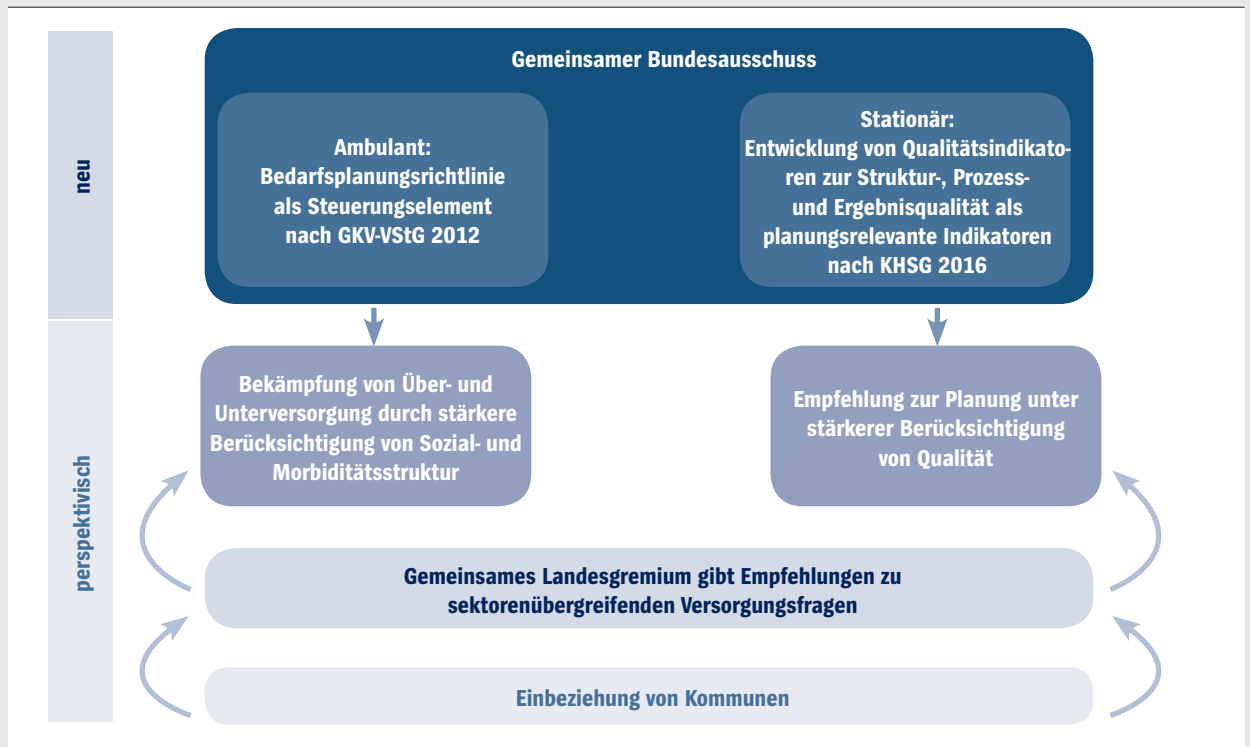 neu
Gemeinsamer Bundesausschuss
Ambulant:
Bedarfsplanungsrichtlinie
als Steuerungselement
nach GKV-VStG 2012
Stationär:
Entwicklung von Qualitätsindikato-
ren zur Struktur-, Prozess-
und Ergebnisqualität als
planungsrelevante Indikatoren
nach KHSG 2016
perspektivisch
Bekämpfung von Über- und
Unterversorgung durch stärkere
Berücksichtigung von Sozial- und
Morbiditätsstruktur
Empfehlung zur Planung unter
stärkerer Berücksichtigung
von Qualität
Gemeinsames Landesgremium gibt Empfehlungen zu
sektorenübergreifenden Versorgungsfragen
Einbeziehung von Kommunen